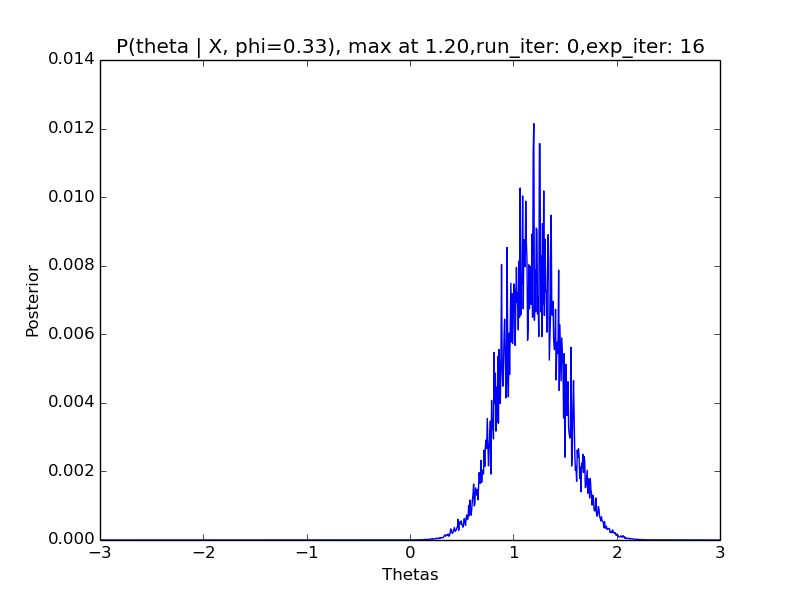 P(theta | X, phi=0.33), max at 1.20,run_iter: 0,exp_iter: 16
0.014
0.012
0.010
0.008
0.006
0.004
0.002
0.000
Posterior
−3 −2 −1 0 1 2 3
Thetas